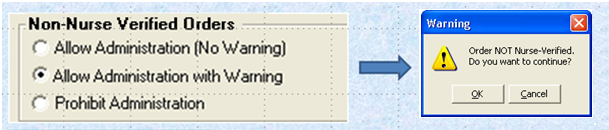 Non-Nurse Verified Orders
Allow Administration (No Warning)
Allow Administration with Warning
Prohibit Administration
Warning
Order NOT Nurse-Verified.
Do you want to continue?
OK
Cancel